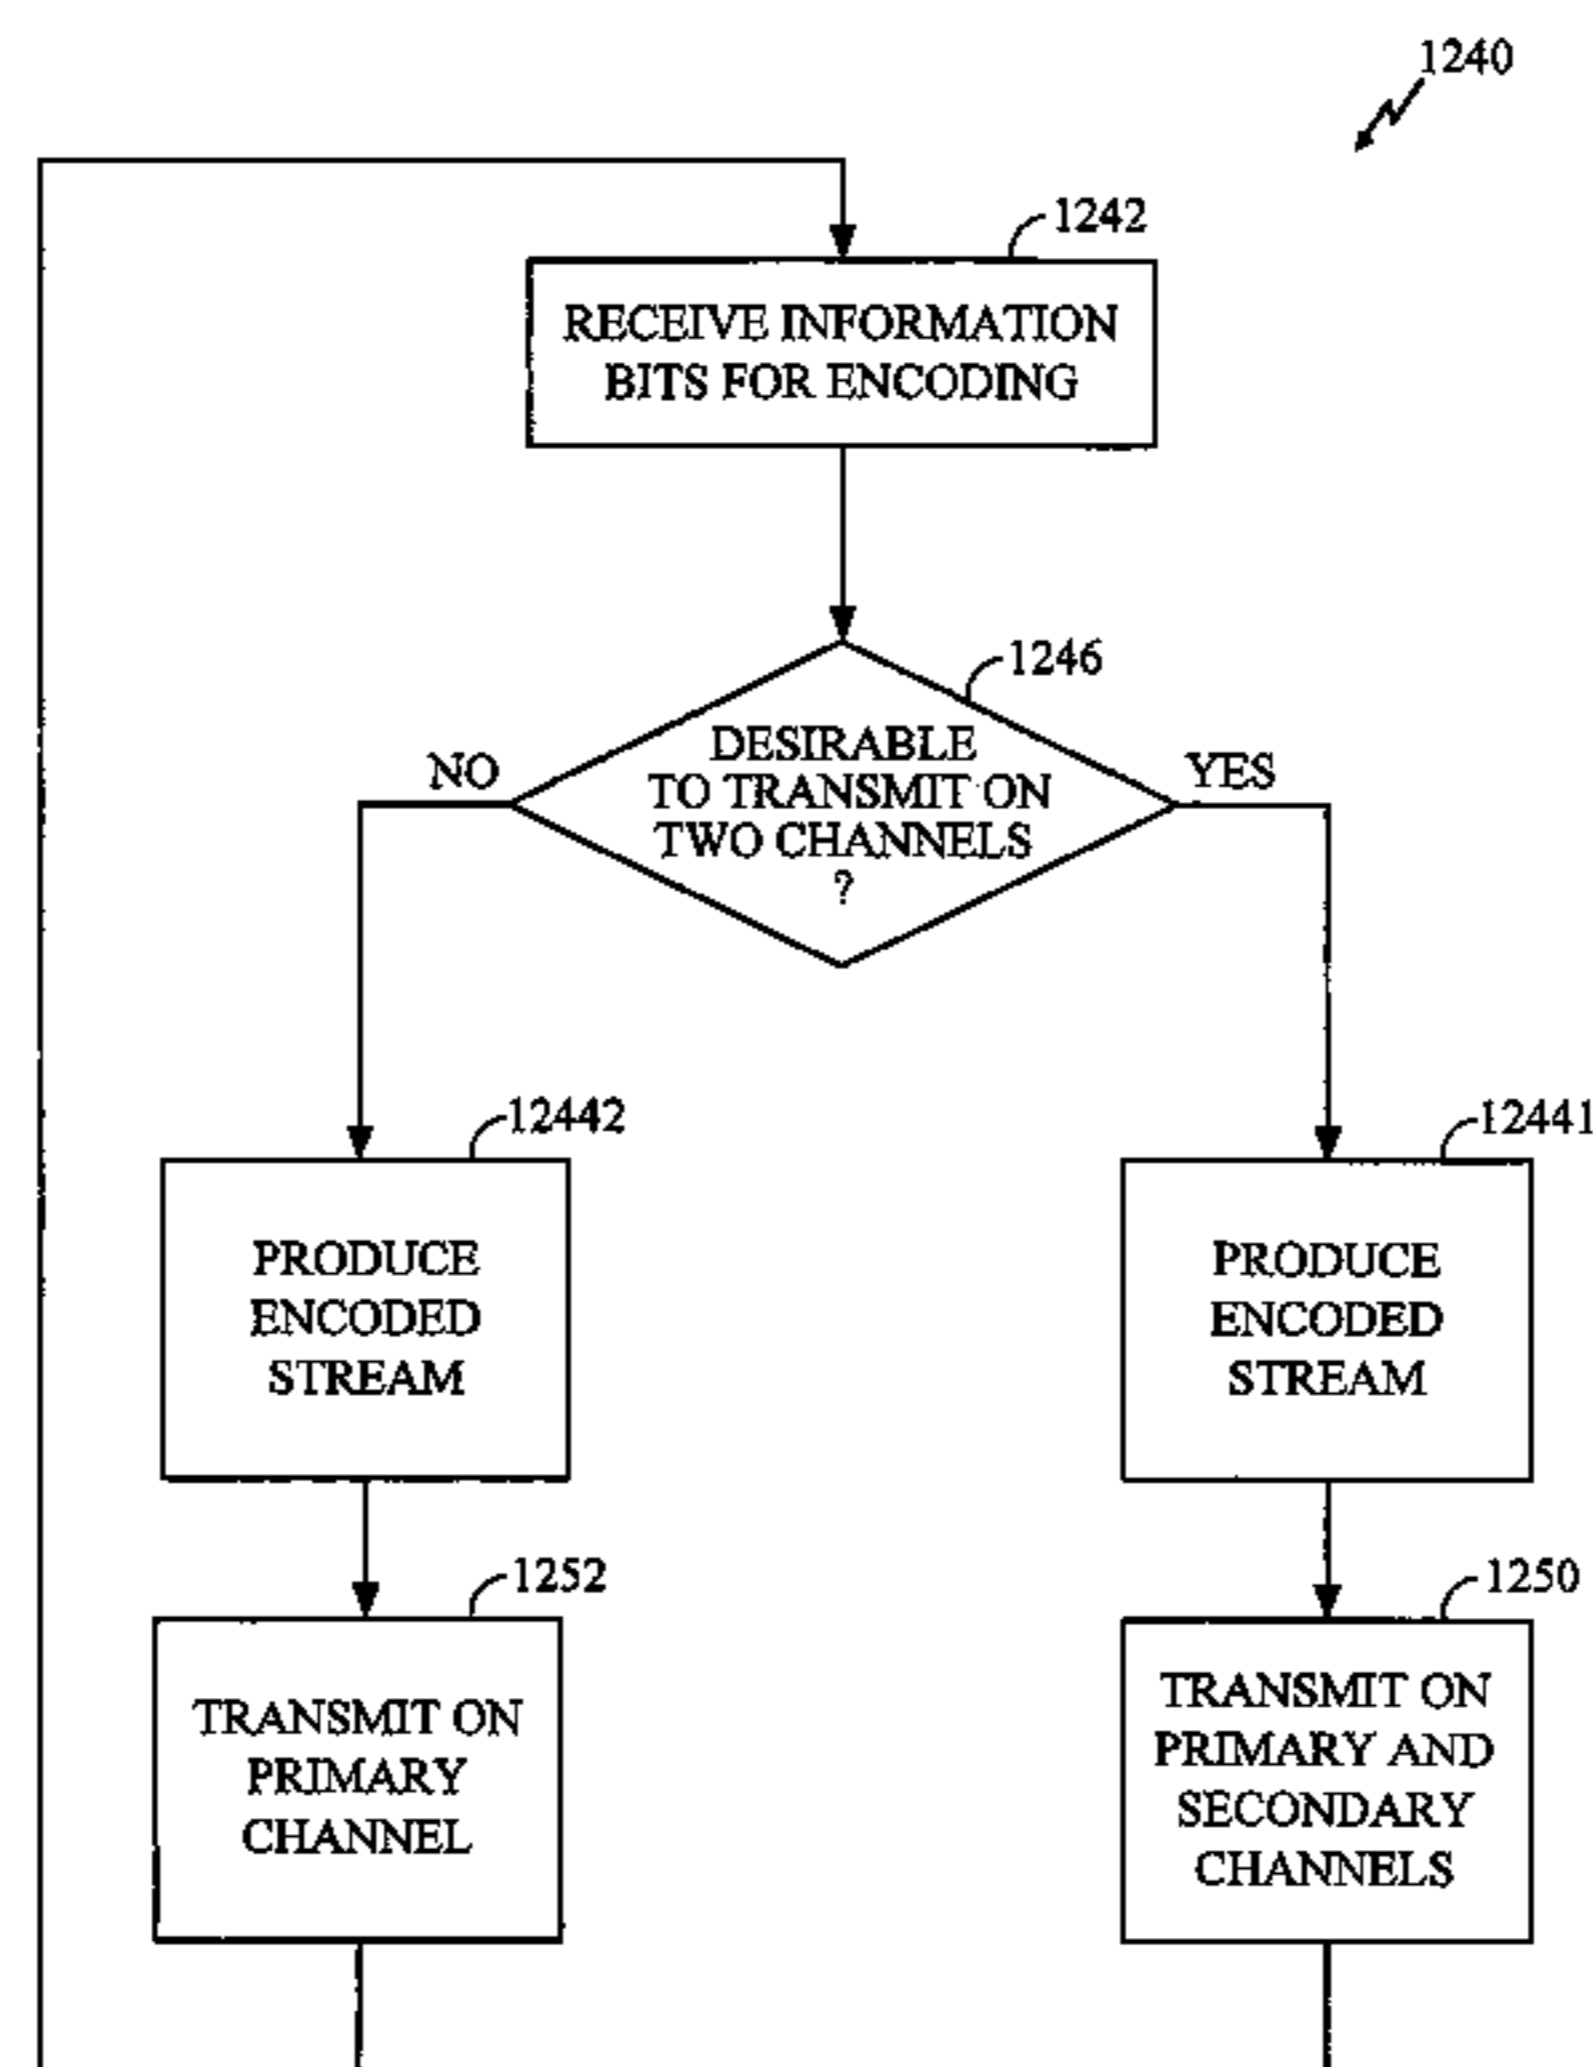 1240
1242
RECEIVE INFORMATION
BITS FOR ENCODING
1246
DESIRABLE
TO TRANSMIT ON
TWO CHANNELS
?
NO
YES
12442
12441
PRODUCE
ENCODED
STREAM
PRODUCE
ENCODED
STREAM
1252
1250
TRANSMIT ON
PRIMARY
CHANNEL
TRANSMIT ON
PRIMARY AND
SECONDARY
CHANNELS